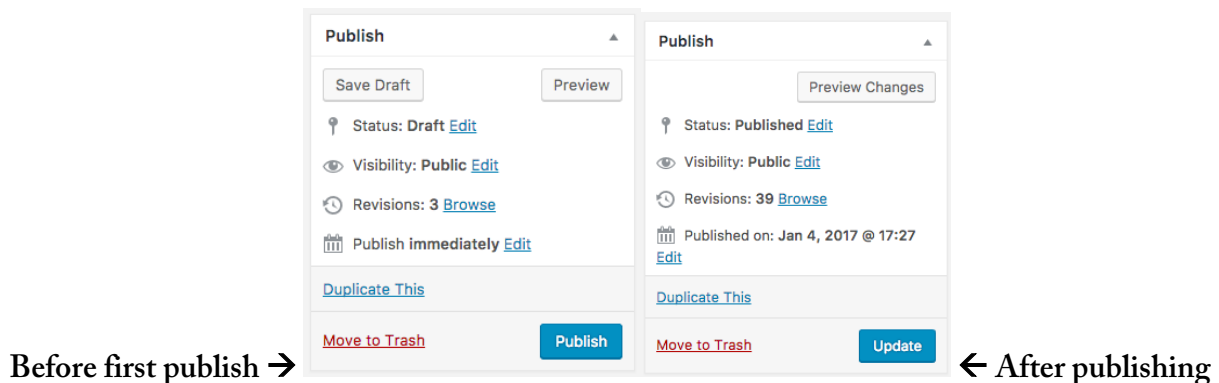 Publish
Save Draft Preview
Status: Draft Edit
Visibility: Public Edit
Revisions: 3 Browse
Publish immediately Edit
Duplicate This
Move to Trash Publish
Publish
Preview Changes
Status: Published Edit
Visibility: Public Edit
Revisions: 39 Browse
Published on: Jan 4, 2017 @ 17:27
Edit
Duplicate This
Move to Trash Update
Before first publish → ← After publishing